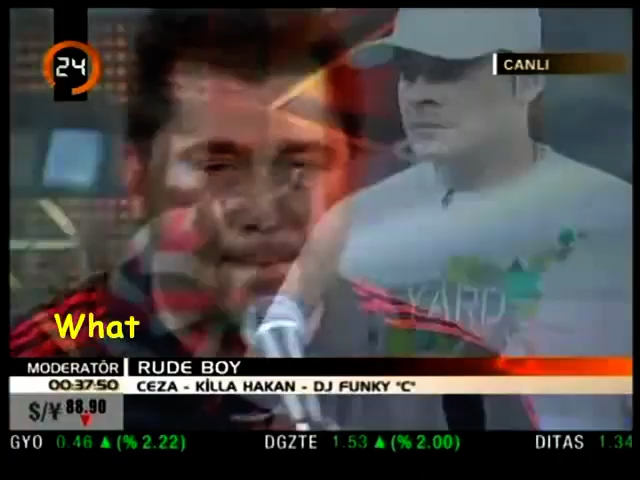 24
CANLI
YARD
What
MODERATÖR RUDE BOY
00:37:50 CEZA - KİLLA HAKAN - DJ FUNKY "C"
$/¥ 88.90
GYO 0.46 ▲ (% 2.22) DGZTE 1.53 ▲ (% 2.00) DITAS 1.34